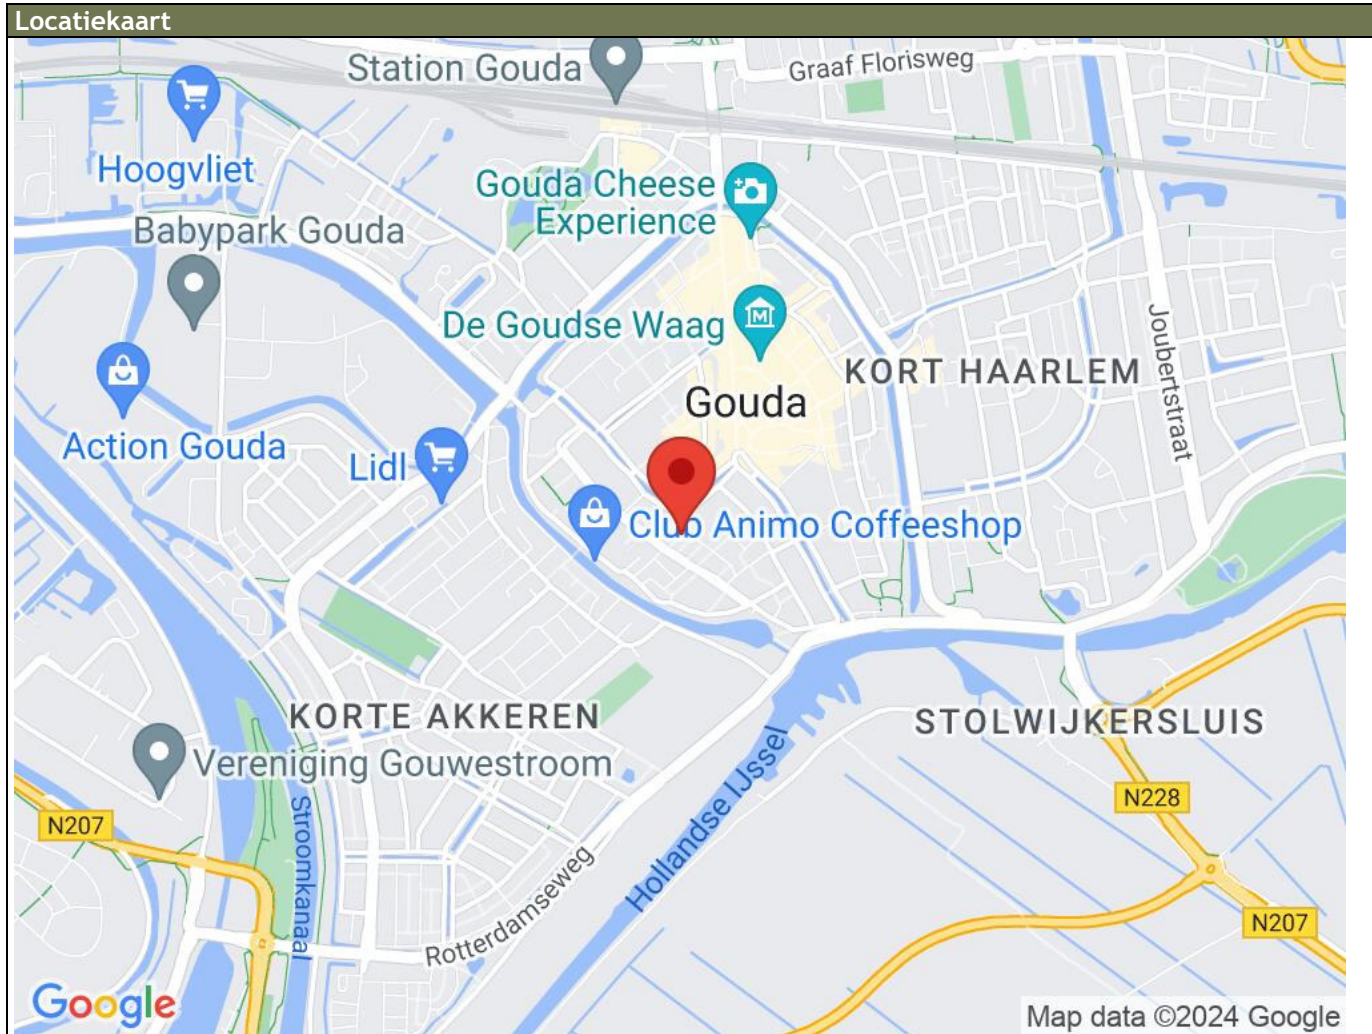 Locatiekaart
Station Gouda
Graaf Florisweg
Hoogvliet
Gouda Cheese
Experience
Babypark Gouda
De Goudse Waag
KORT HAARLEM
Joubertstraat
Gouda
Action Gouda
Lidl
Club Animo Coffeeshop
KORTE AKKEREN
STOLWIJKERSLUIS
Vereniging Gouwestroom
Hollandse IJssel
N228
N207
Stroomkanaal
Rotterdamseweg
N207
Google
Map data ©2024 Google